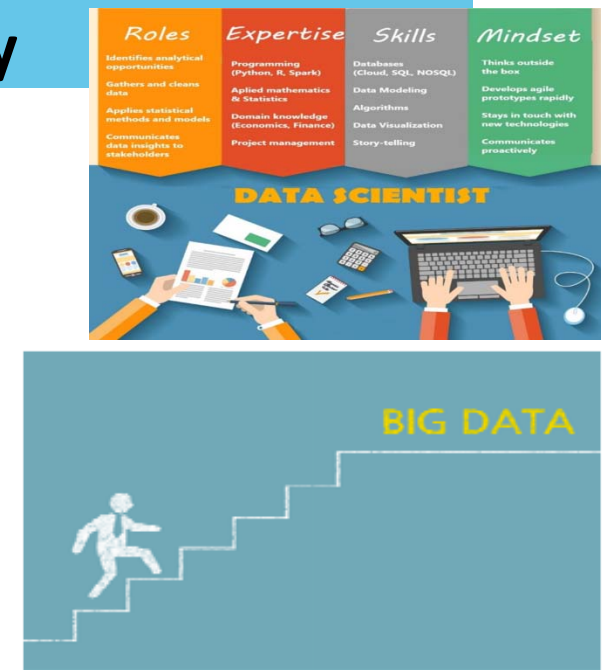 y
Roles
Identifies analytical
opportunities
Gathers and cleans
data
Applies statistical
methods and models
Communicates
data insights to
stakeholders
Expertise
Programming
(Python, R, Spark)
Aplied mathematics
& Statistics
Domain knowledge
(Economics, Finance)
Project management
Skills
Databases
(Cloud, SQL, NOSQL)
Data Modeling
Algorithms
Data Visualization
Story-telling
Mindset
Thinks outside
the box
Develops agile
prototypes rapidly
Stays in touch with
new technologies
Communicates
proactively
DATA SCIENTIST
BIG DATA